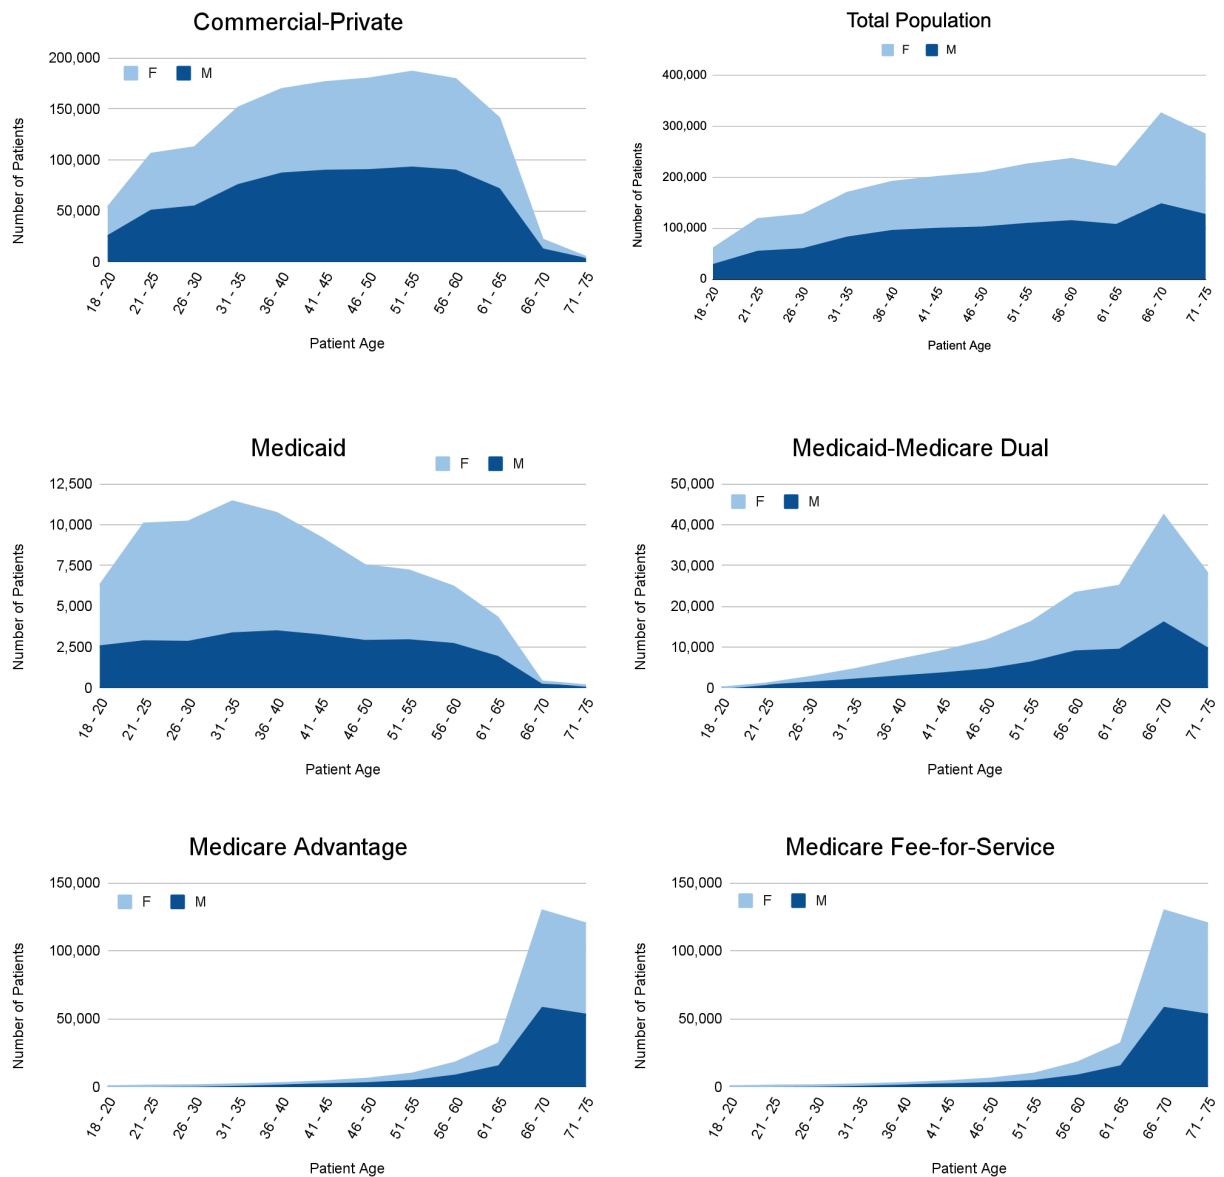 Commercial-Private
F M
Number of Patients
200,000
150,000
100,000
50,000
0
18 - 20
21 - 25
26 - 30
31 - 35
36 - 40
41 - 45
46 - 50
51 - 55
56 - 60
61 - 65
66 - 70
71 - 75
Patient Age
Total Population
F M
Number of Patients
400,000
300,000
200,000
100,000
0
18 - 20
21 - 25
26 - 30
31 - 35
36 - 40
41 - 45
46 - 50
51 - 55
56 - 60
61 - 65
66 - 70
71 - 75
Patient Age
Medicaid
F M
Number of Patients
12,500
10,000
7,500
5,000
2,500
0
18 - 20
21 - 25
26 - 30
31 - 35
36 - 40
41 - 45
46 - 50
51 - 55
56 - 60
61 - 65
66 - 70
71 - 75
Patient Age
Medicaid-Medicare Dual
F M
Number of Patients
50,000
40,000
30,000
20,000
10,000
0
18 - 20
21 - 25
26 - 30
31 - 35
36 - 40
41 - 45
46 - 50
51 - 55
56 - 60
61 - 65
66 - 70
71 - 75
Patient Age
Medicare Advantage
F M
Number of Patients
150,000
100,000
50,000
0
18 - 20
21 - 25
26 - 30
31 - 35
36 - 40
41 - 45
46 - 50
51 - 55
56 - 60
61 - 65
66 - 70
71 - 75
Patient Age
Medicare Fee-for-Service
F M
Number of Patients
150,000
100,000
50,000
0
18 - 20
21 - 25
26 - 30
31 - 35
36 - 40
41 - 45
46 - 50
51 - 55
56 - 60
61 - 65
66 - 70
71 - 75
Patient Age